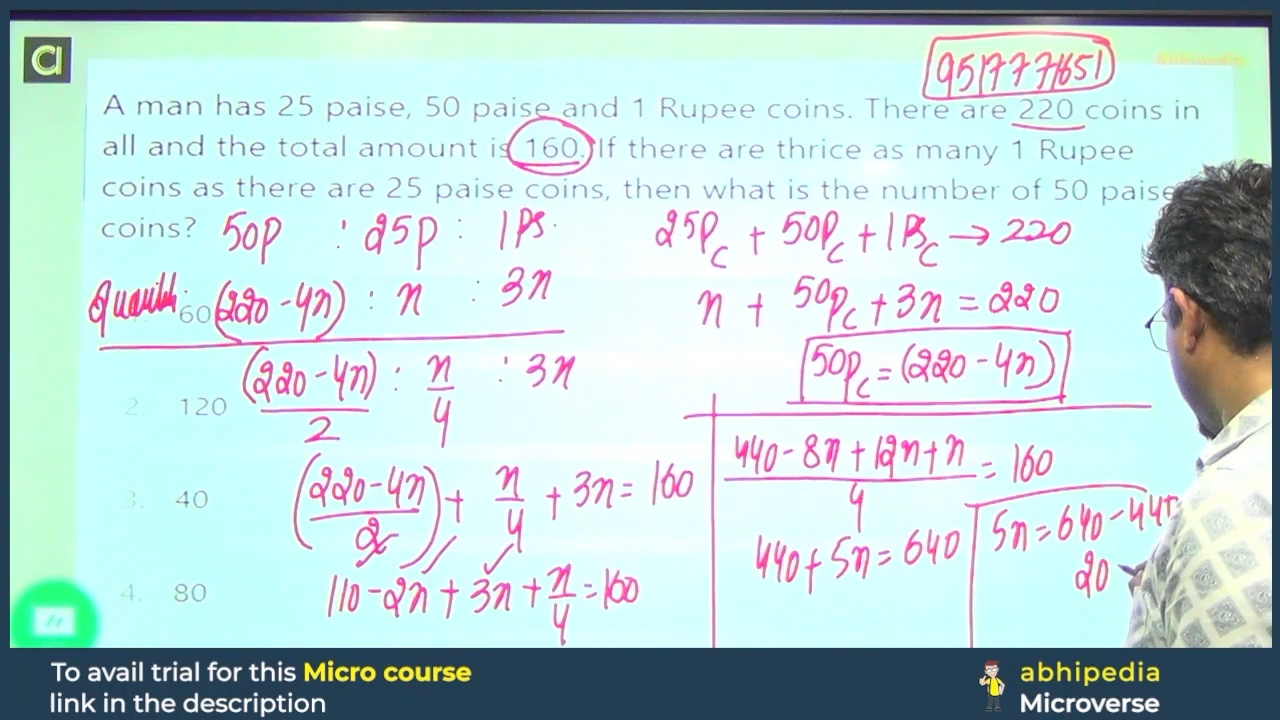 951777651
Abhipedia
A man has 25 paise, 50 paise and 1 Rupee coins. There are 220 coins in
all and the total amount is 160. If there are thrice as many 1 Rupee
coins as there are 25 paise coins, then what is the number of 50 paise
coins?
50P : 25P : 1Rs.
(220-4n) : n : 3n
60
(220-4n)/2 : n/4 : 3n
2. 120
(220-4n)/2 + n/4 + 3n = 160
3. 40
110-2n + 3n + n/4 = 160
4. 80
25Pc + 50Pc + 1Rsc → 220
n + 50Pc + 3n = 220
50Pc = (220-4n)
440-8n+12n+n/4 = 160
440+5n = 640
5n = 640-44
20
To avail trial for this Micro course
link in the description
abhipedia
Microverse